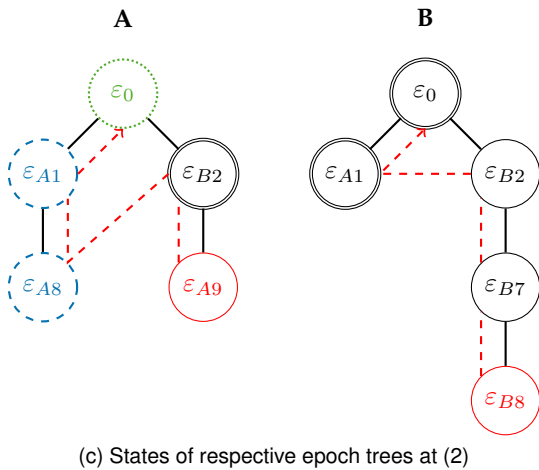 A B
ε0 ε0
εA1 εB2 εA1 εB2
εA8 εA9 εB7
εB8
(c) States of respective epoch trees at (2)